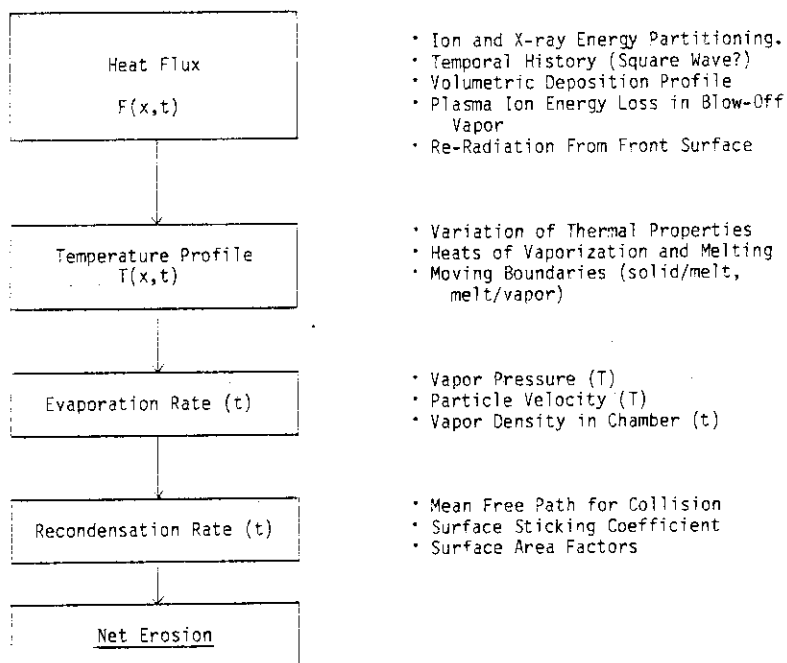 Heat Flux
F(x,t)
· Ion and X-ray Energy Partitioning.
· Temporal History (Square Wave?)
· Volumetric Deposition Profile
· Plasma Ion Energy Loss in Blow-Off
Vapor
· Re-Radiation From Front Surface
Temperature Profile
T(x,t)
· Variation of Thermal Properties
· Heats of Vaporization and Melting
· Moving Boundaries (solid/melt,
melt/vapor)
Evaporation Rate (t)
· Vapor Pressure (T)
· Particle Velocity (T)
· Vapor Density in Chamber (t)
Recondensation Rate (t)
· Mean Free Path for Collision
· Surface Sticking Coefficient
· Surface Area Factors
Net Erosion